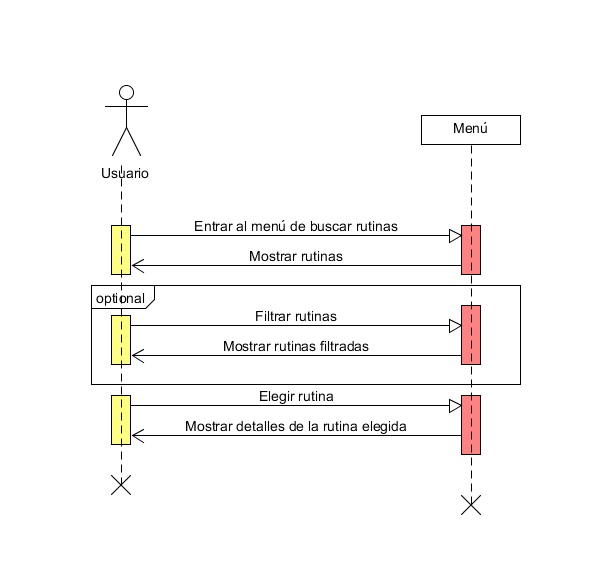 Menú
Usuario
Entrar al menú de buscar rutinas
Mostrar rutinas
optional
Filtrar rutinas
Mostrar rutinas filtradas
Elegir rutina
Mostrar detalles de la rutina elegida